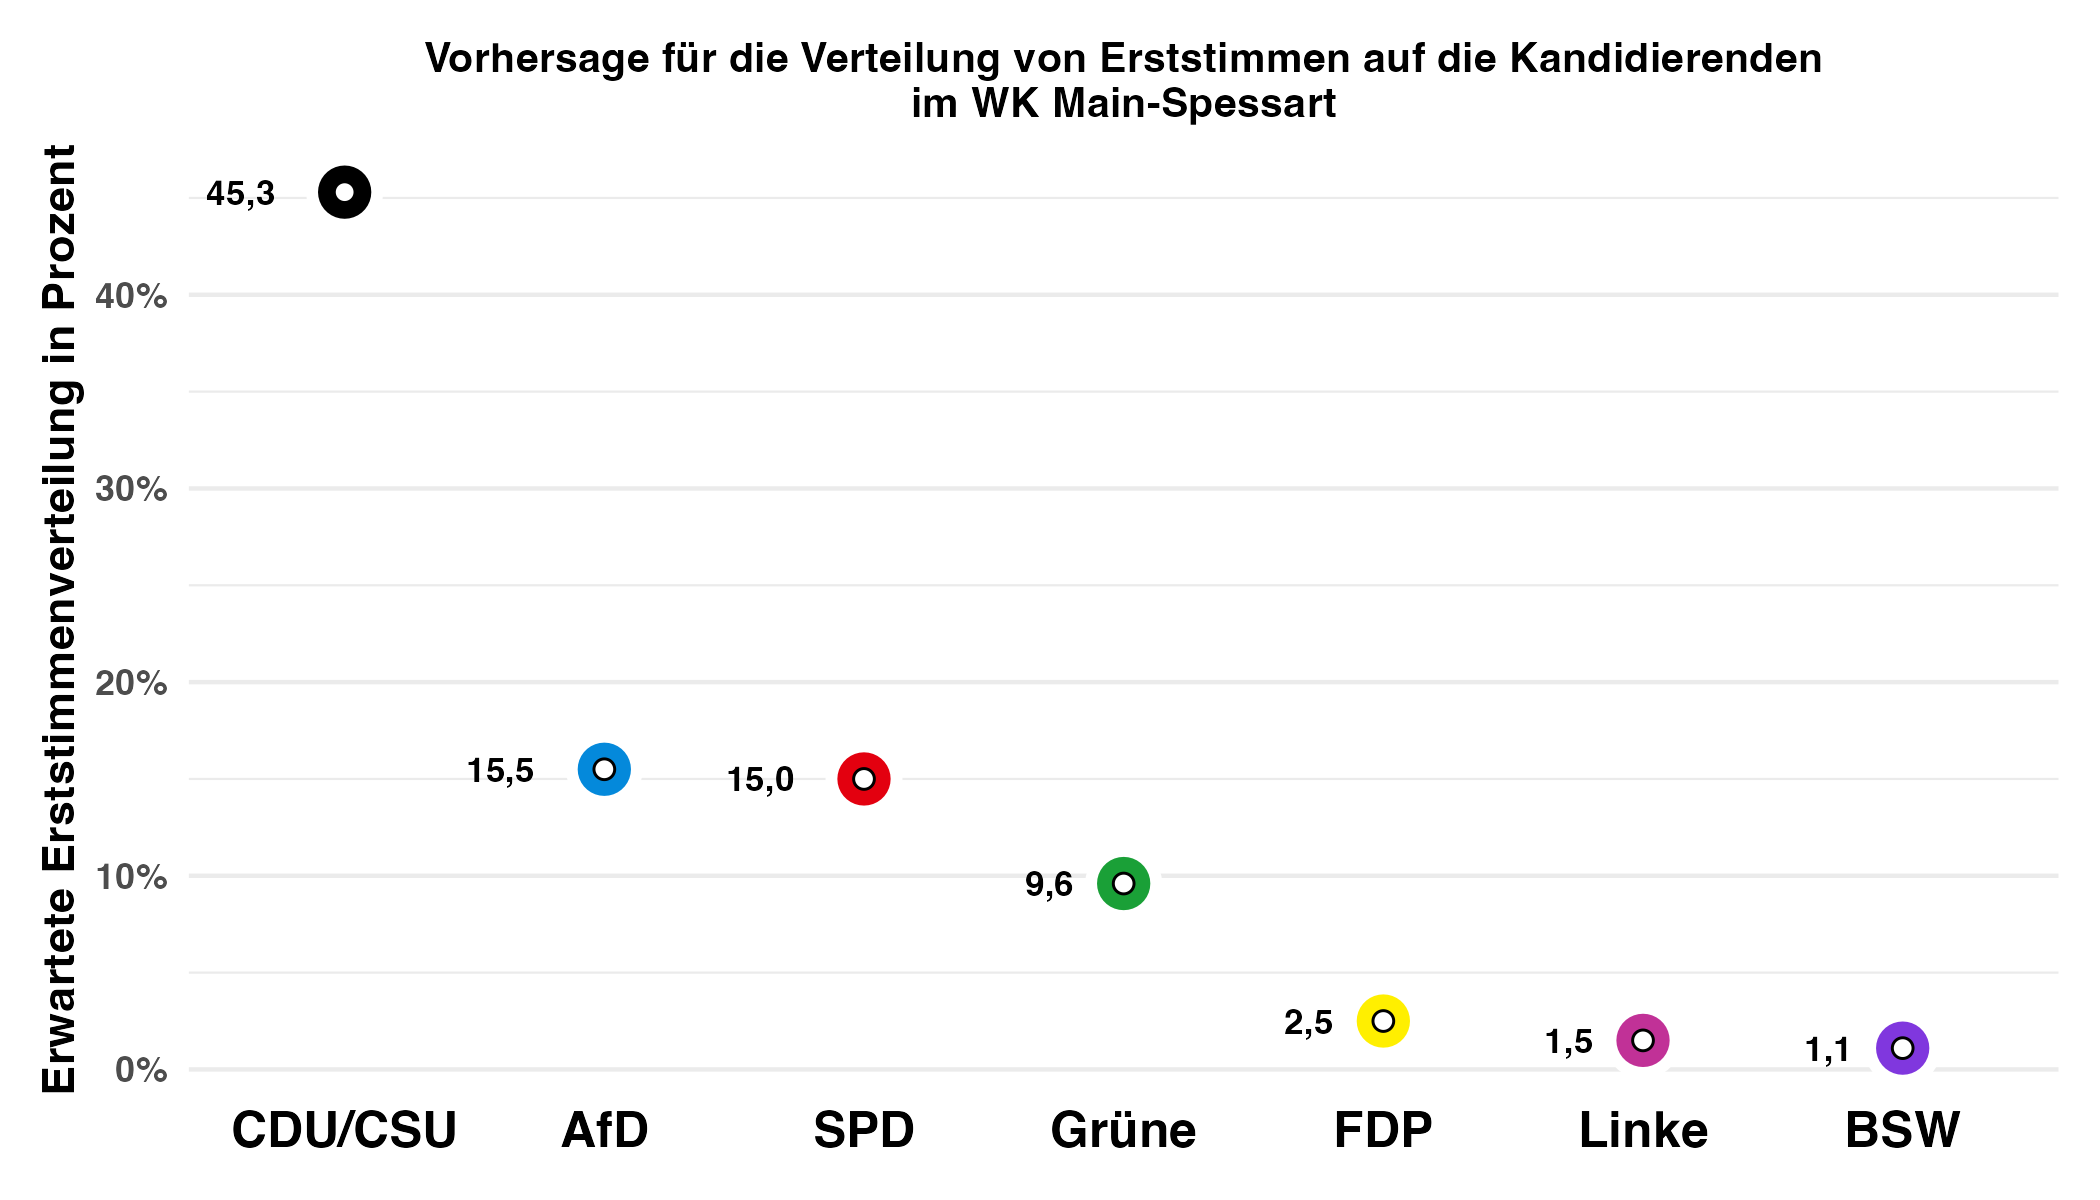 Vorhersage für die Verteilung von Erststimmen auf die Kandidierenden
im WK Main-Spessart
Erwartete Erststimmenverteilung in Prozent
45,3
40%
30%
20%
15,5
15,0
10%
9,6
2,5
1,5
1,1
0%
CDU/CSU
AfD
SPD
Grüne
FDP
Linke
BSW